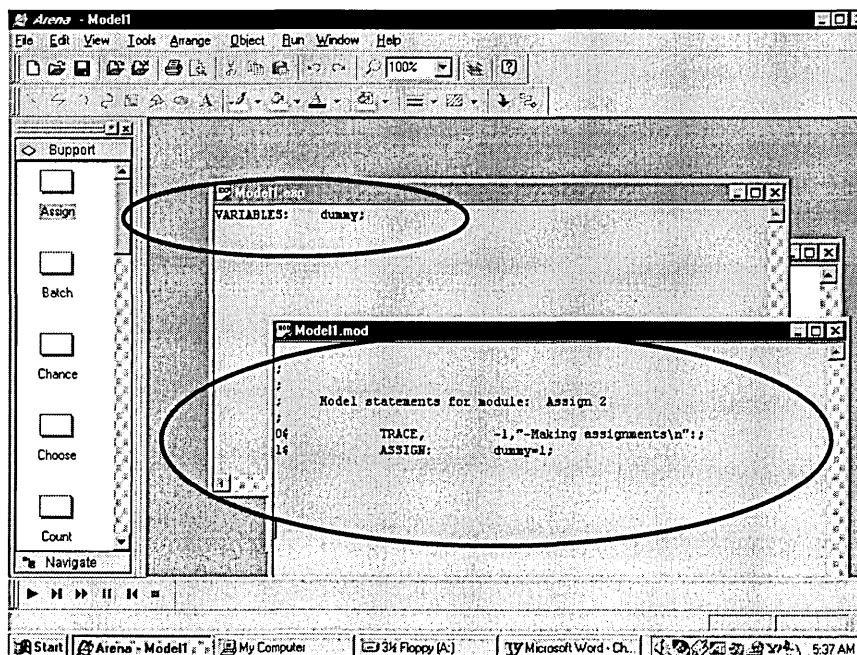 Arena - Model1
File Edit View Tools Arrange Object Run Window Help
100%
Support
Assign
Batch
Chance
Choose
Count
Navigate
VARIABLES: dummy;
Model1.mod
;
;
; Model statements for module: Assign 2
;
0$ TRACE, -1,"-Making assignments\n":;
1$ ASSIGN: dummy=1;
Start Arena - Model1 My Computer 3½ Floppy (A:) Microsoft Word - Ch... 5:37 AM